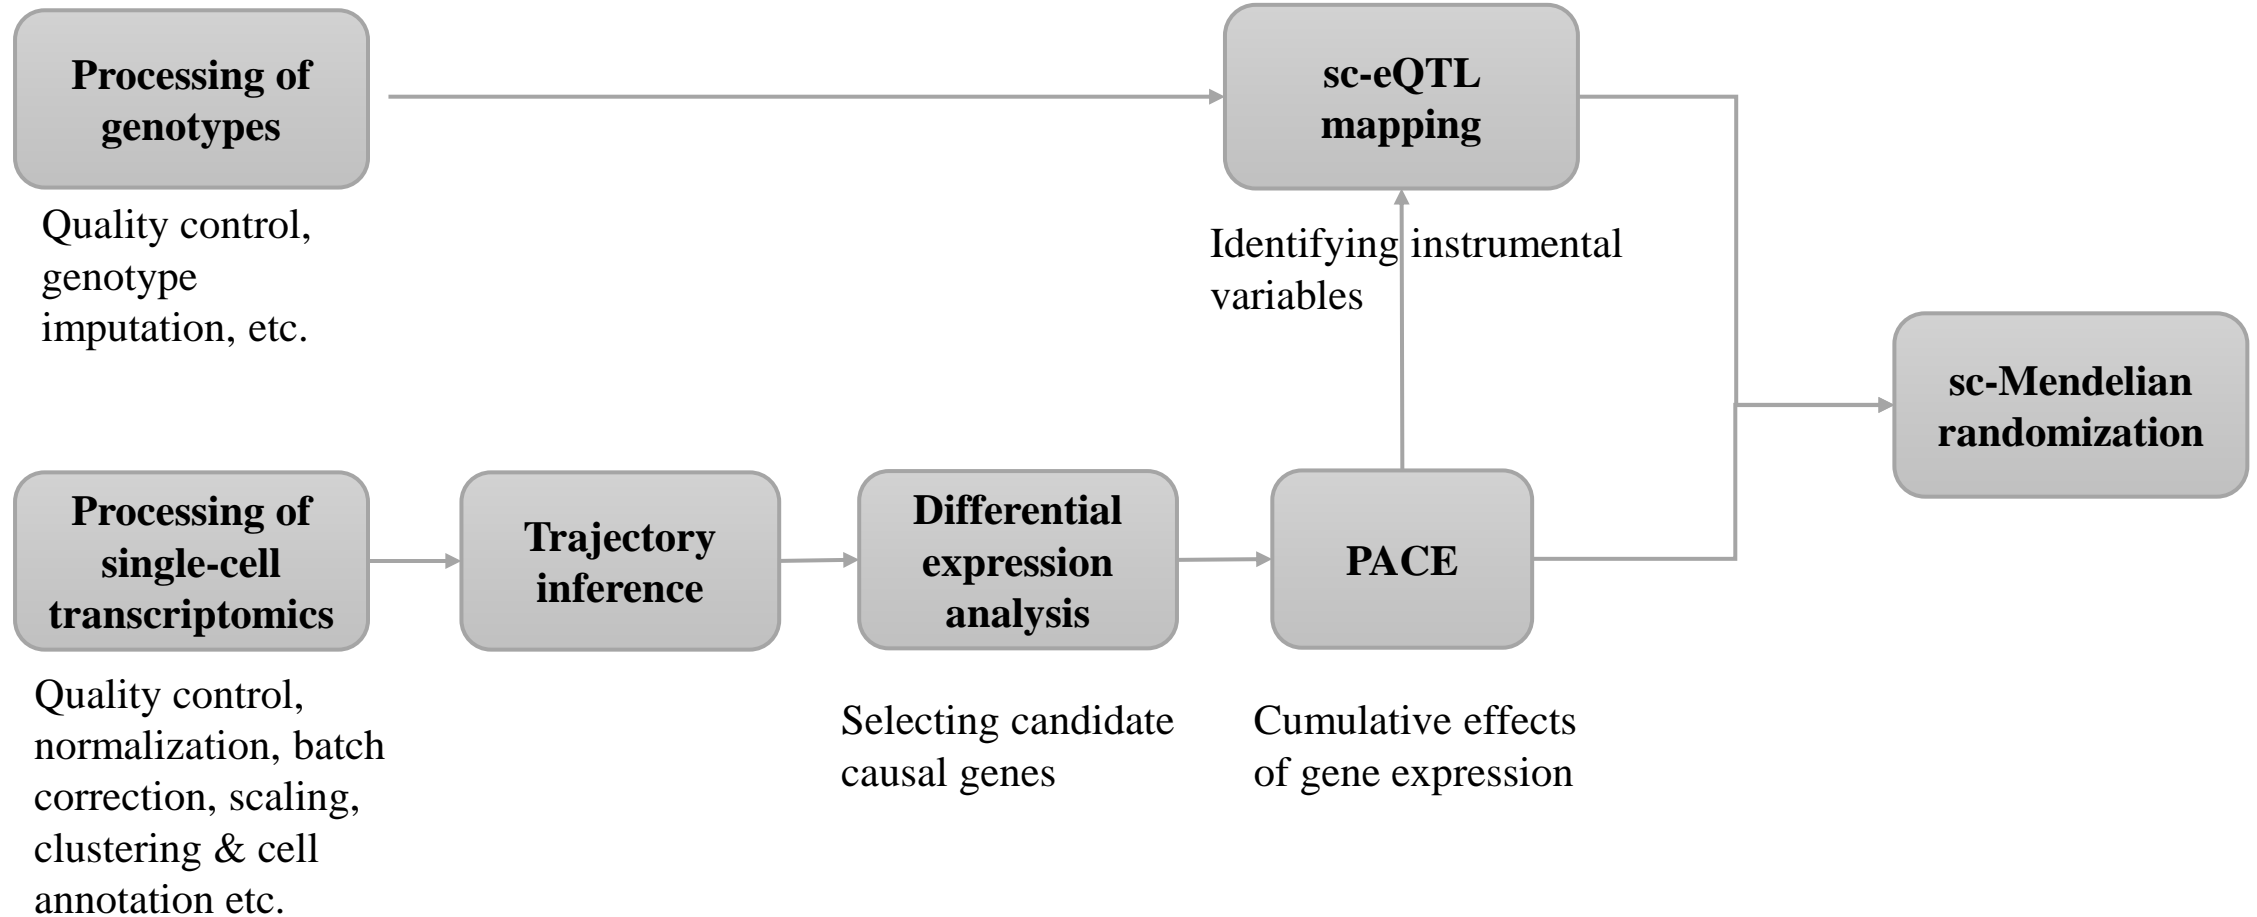 Processing of
genotypes
Quality control,
genotype
imputation, etc.
sc-eQTL
mapping
Identifying instrumental
variables
sc-Mendelian
randomization
Processing of
single-cell
transcriptomics
Quality control,
normalization, batch
correction, scaling,
clustering & cell
annotation etc.
Trajectory
inference
Differential
expression
analysis
Selecting candidate
causal genes
PACE
Cumulative effects
of gene expression